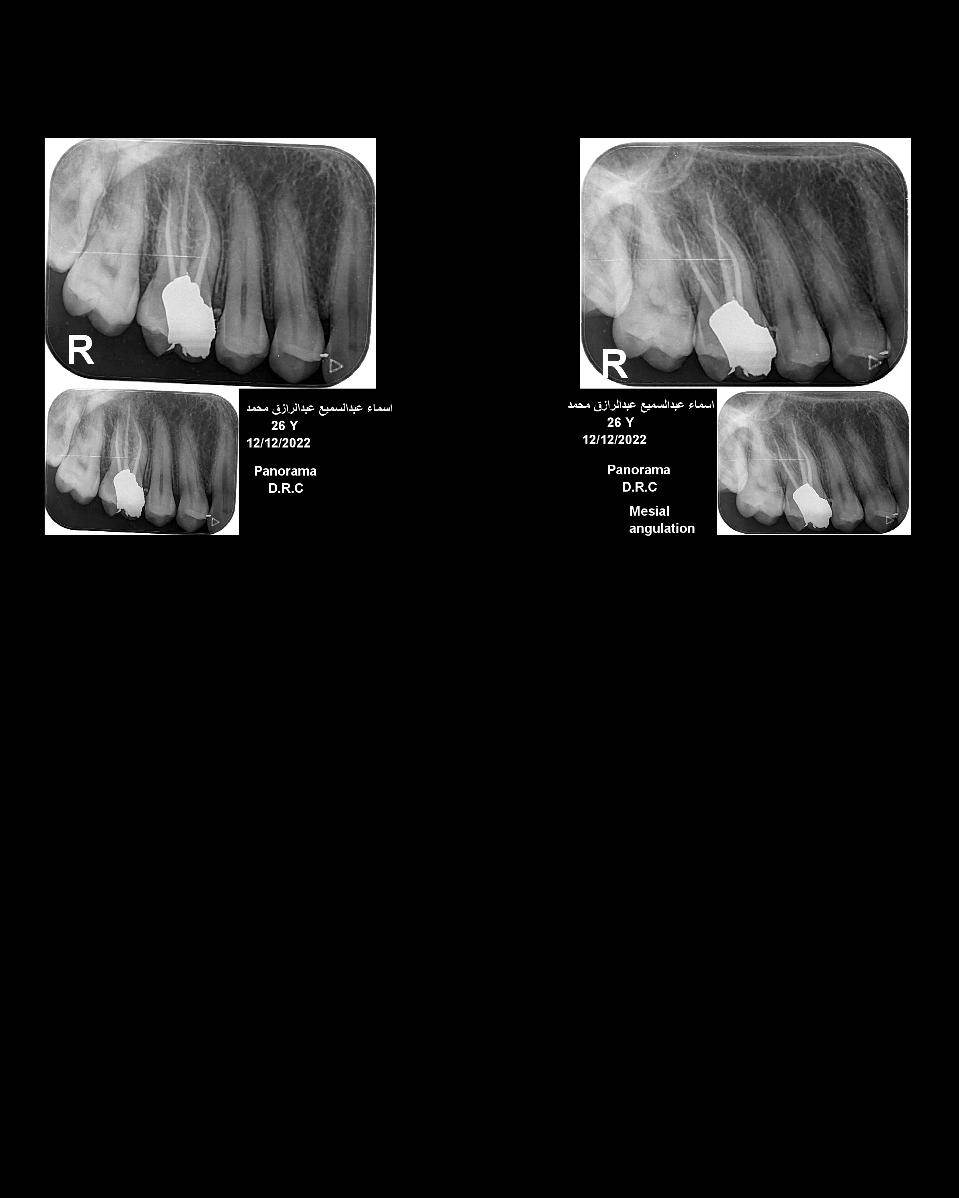 R
اسماء عبدالسميع عبدالرازق محمد
26 Y
12/12/2022
Panorama
D.R.C
R
اسماء عبدالسميع عبدالرازق محمد
26 Y
12/12/2022
Panorama
D.R.C
Mesial
angulation